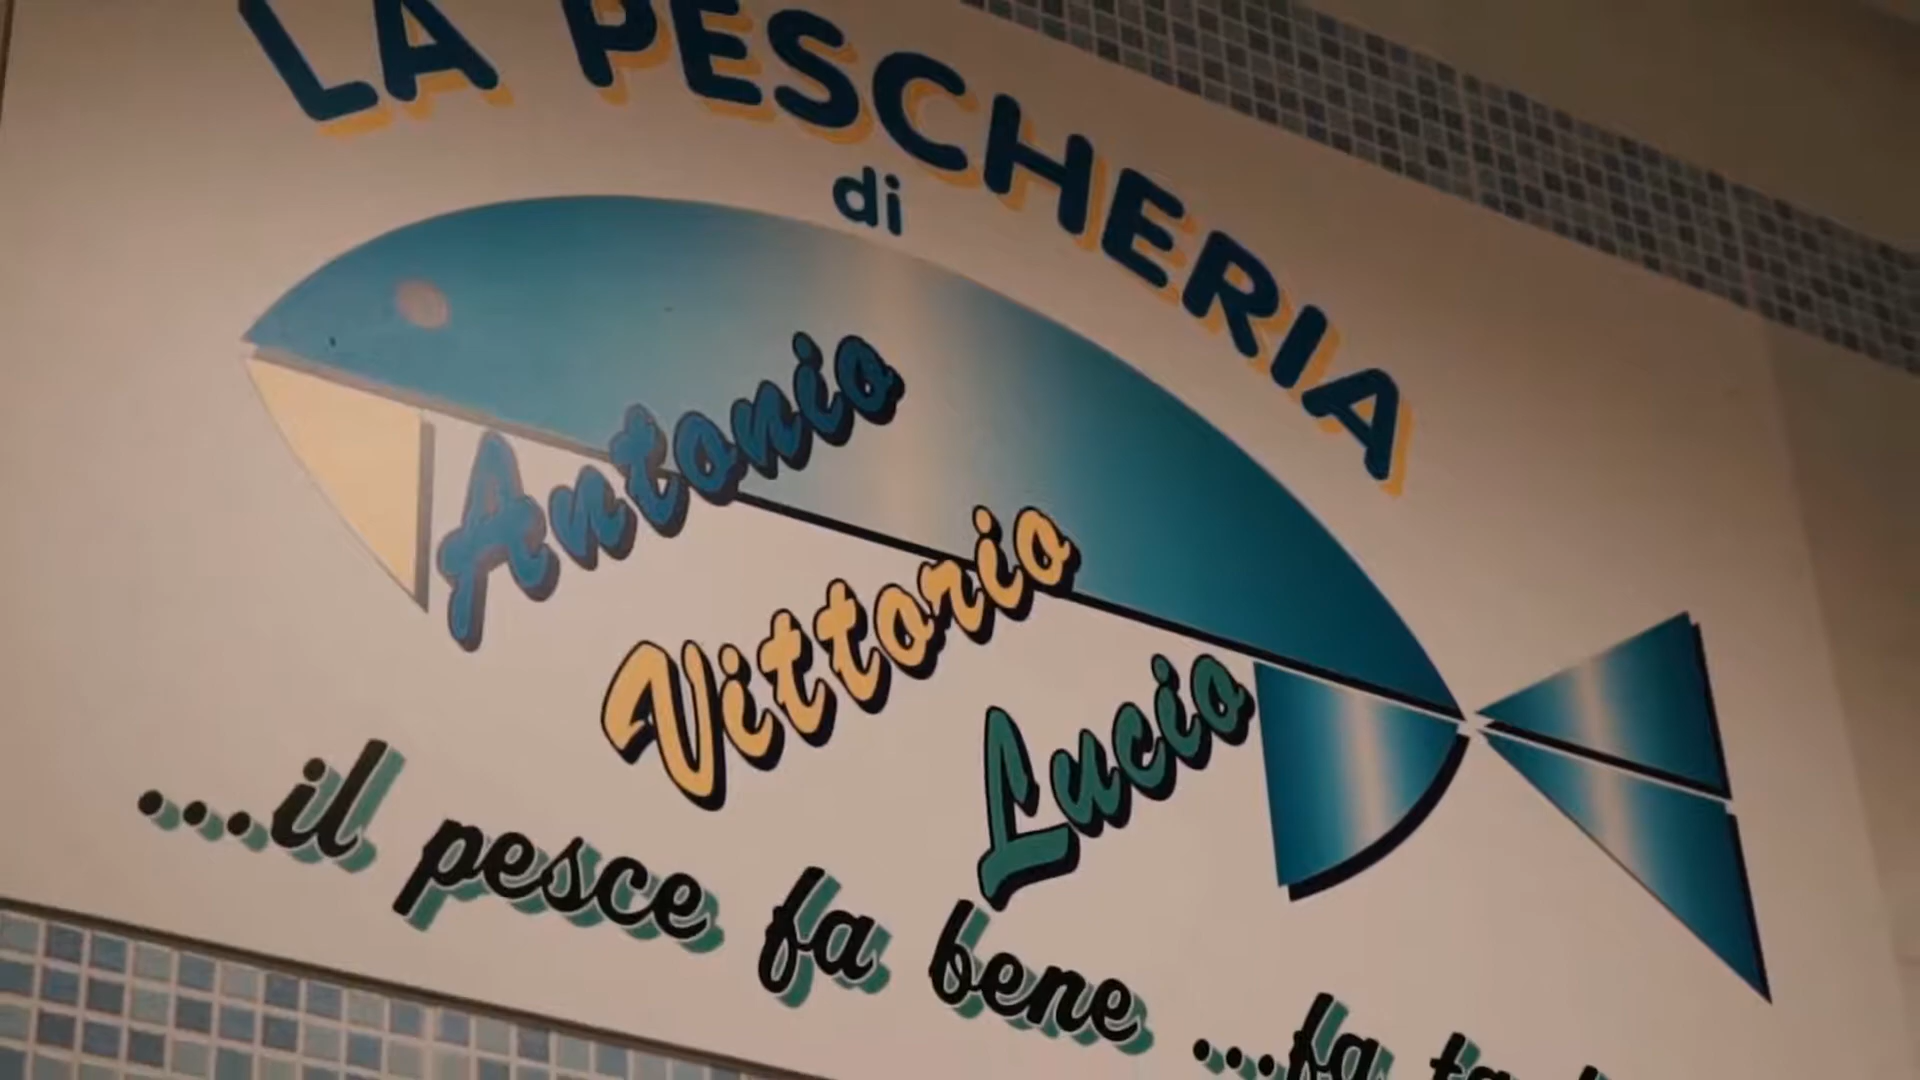 LA PESCHERIA
di
Antonio
Vittorio
Lucio
...il pesce fa bene ...fa